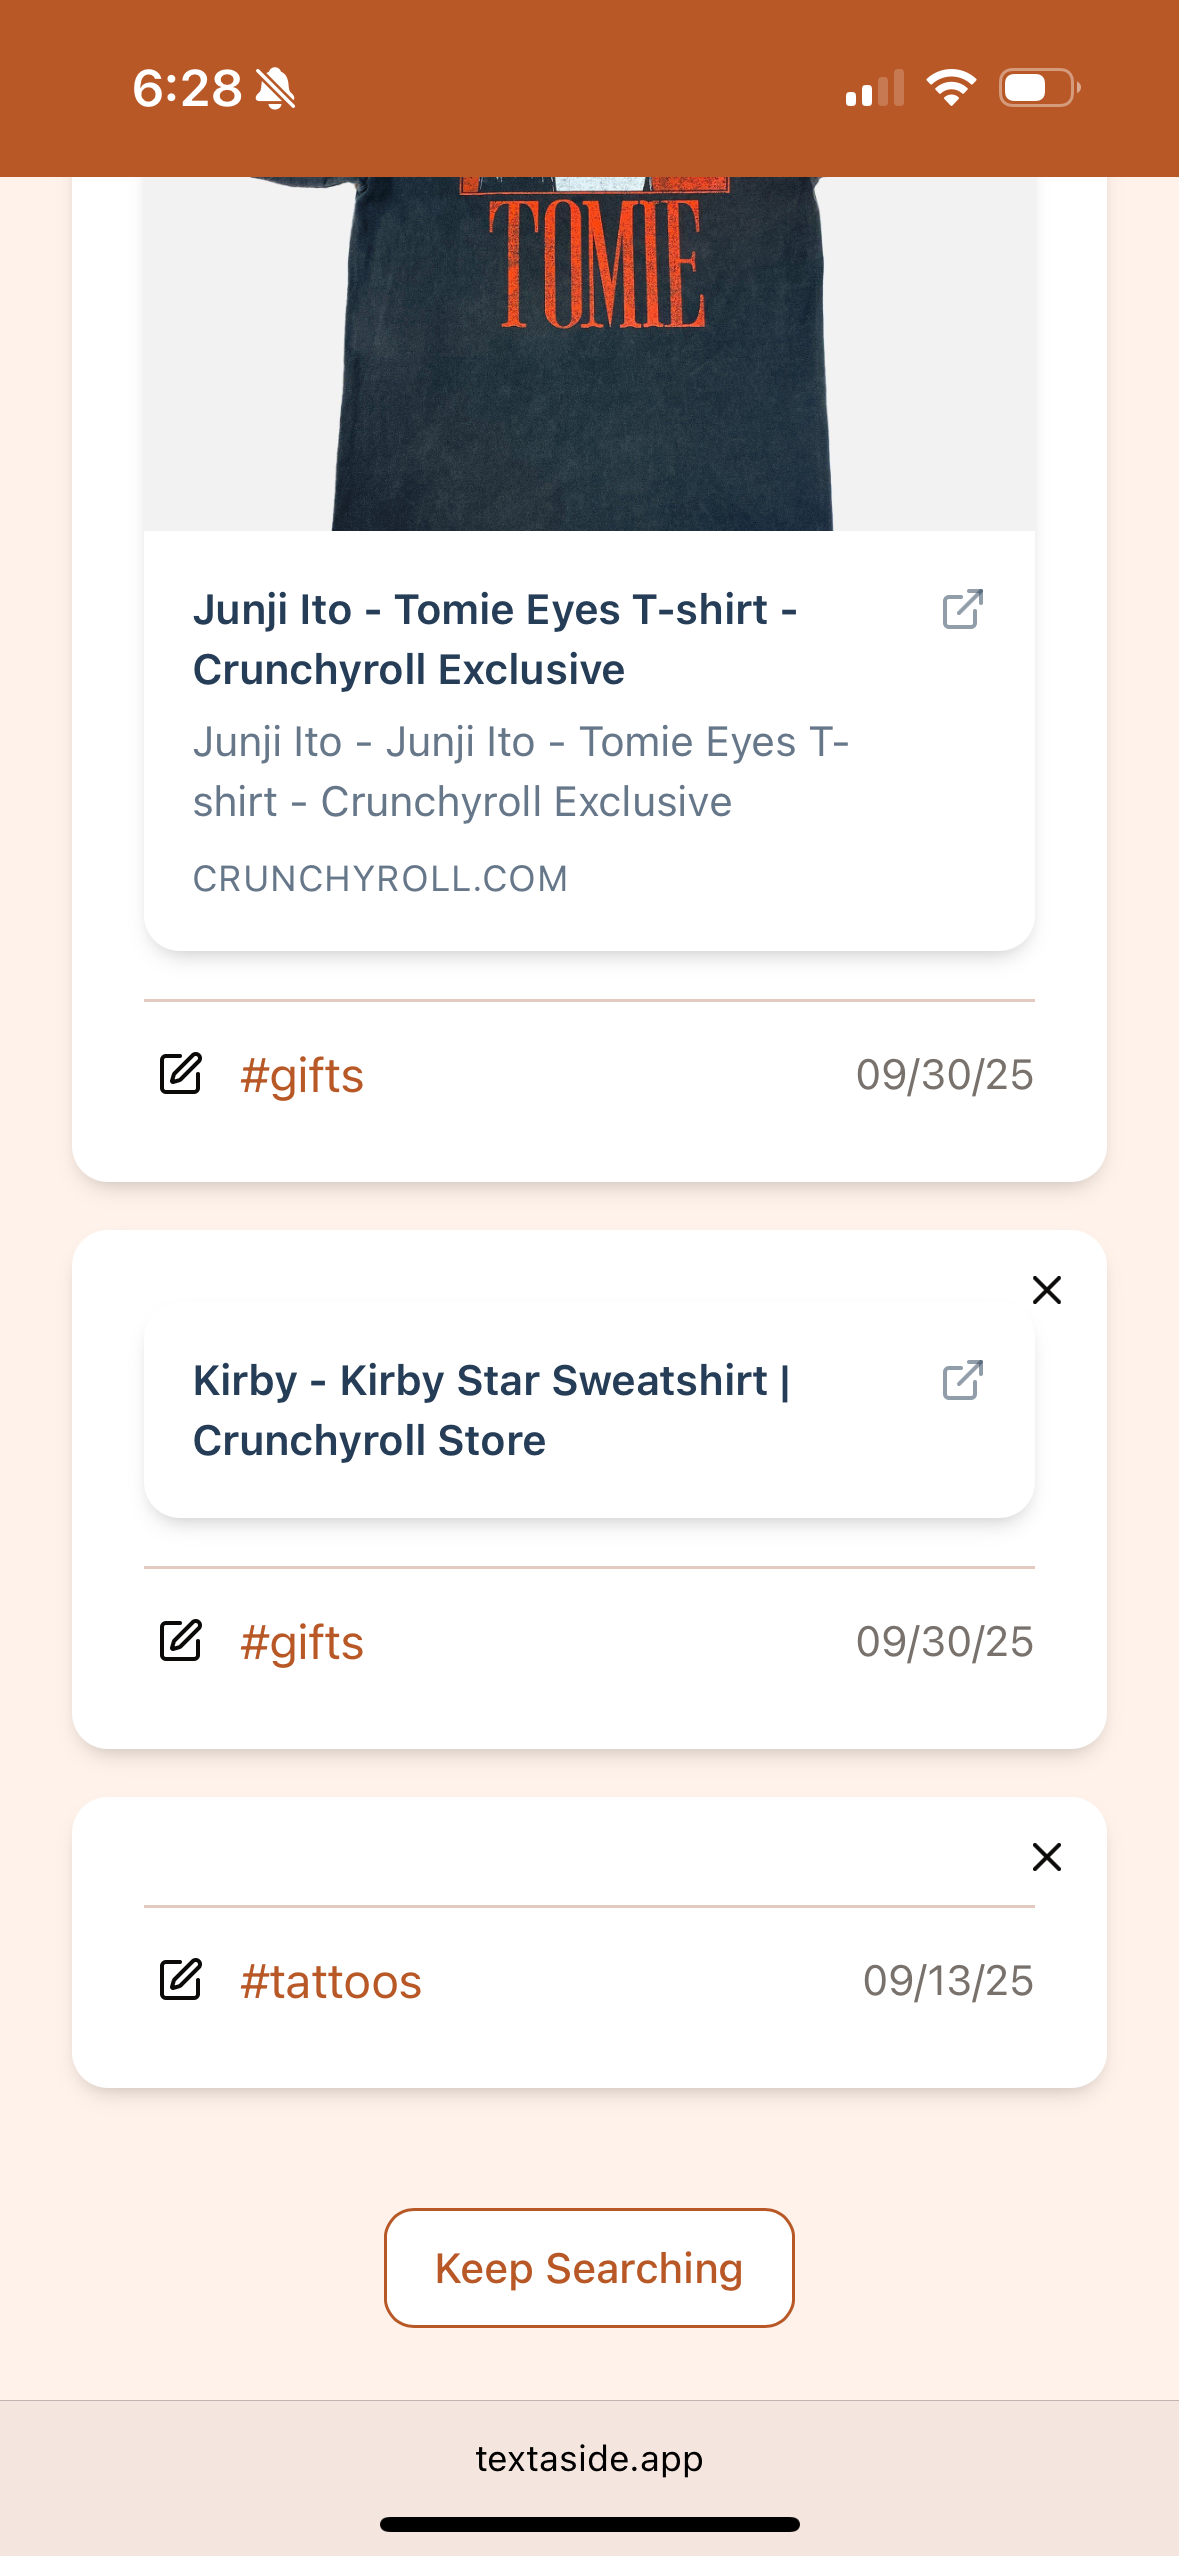 6:28
TOMIE
Junji Ito - Tomie Eyes T-shirt -
Crunchyroll Exclusive
Junji Ito - Junji Ito - Tomie Eyes T-
shirt - Crunchyroll Exclusive
CRUNCHYROLL.COM
#gifts
09/30/25
Kirby - Kirby Star Sweatshirt |
Crunchyroll Store
#gifts
09/30/25
#tattoos
09/13/25
Keep Searching
textaside.app